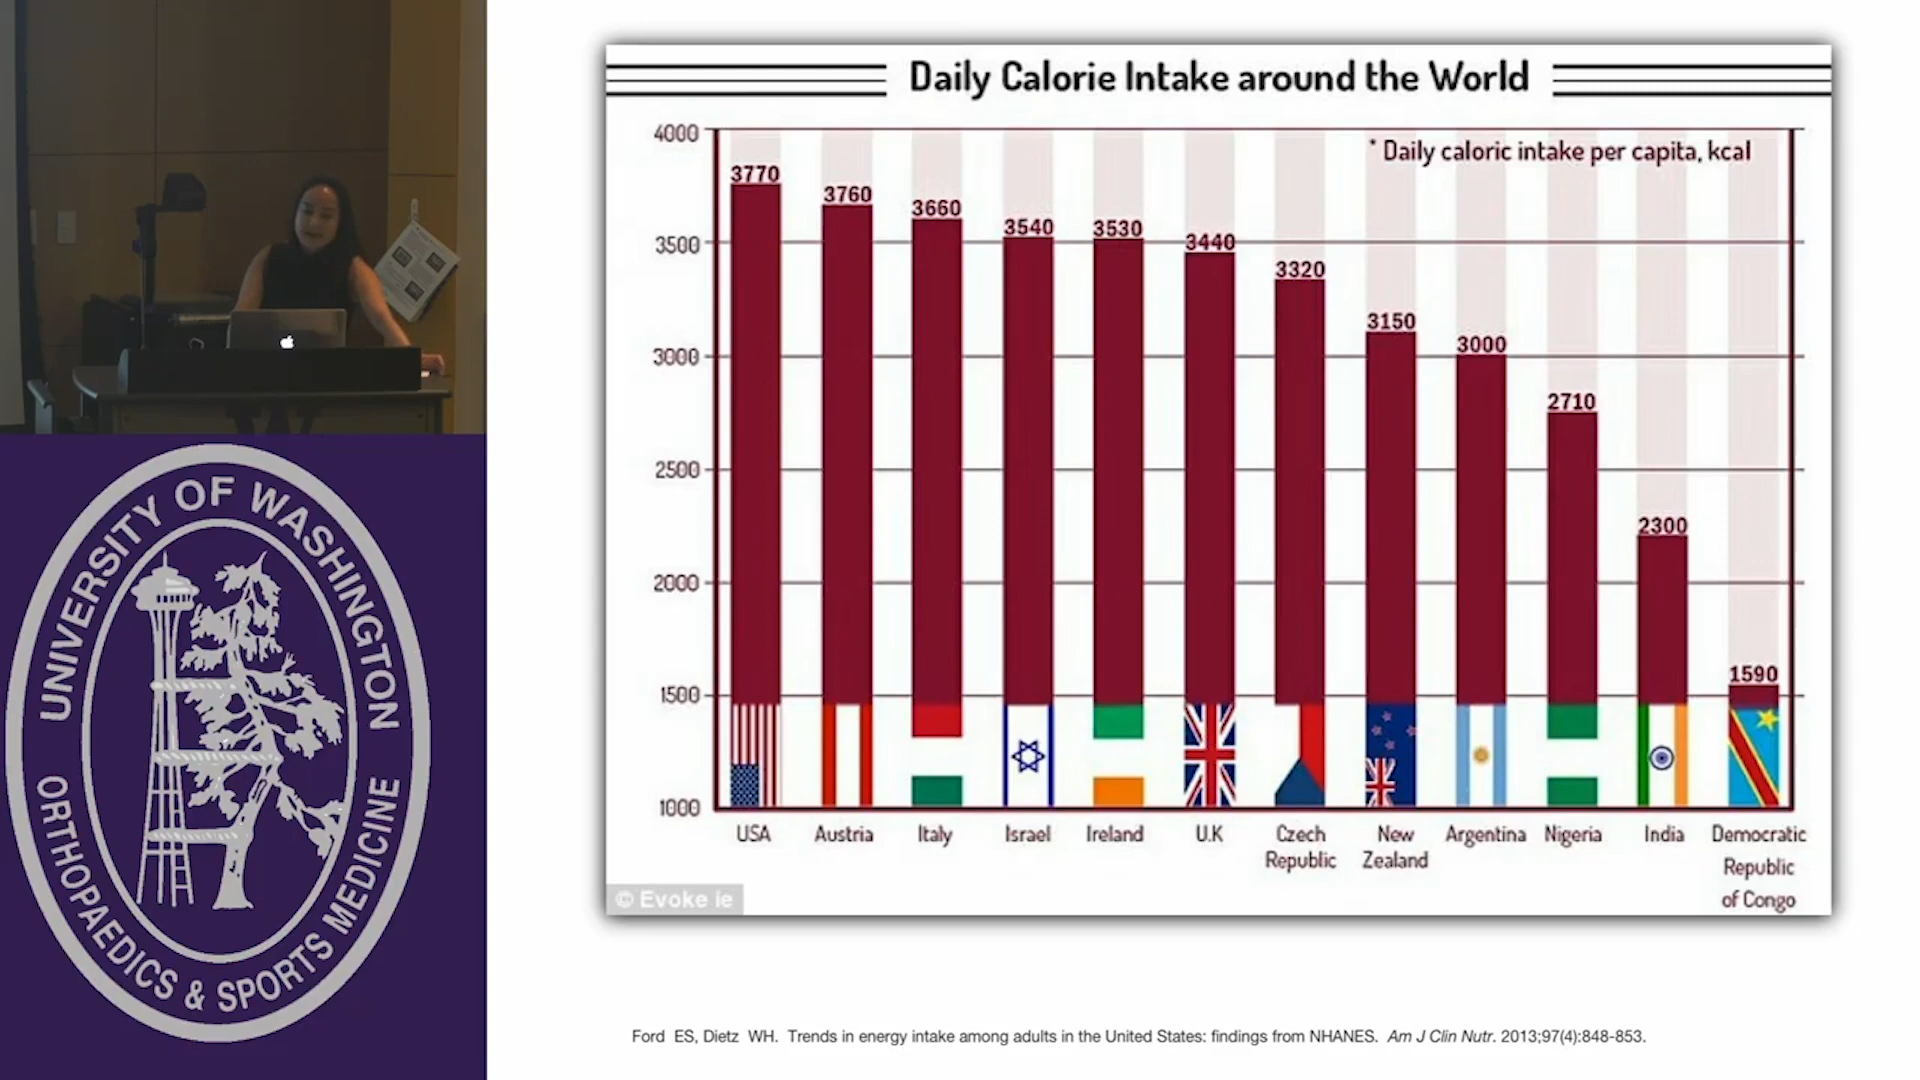 UNIVERSITY OF WASHINGTON
ORTHOPAEDICS & SPORTS MEDICINE
Daily Calorie Intake around the World
* Daily caloric intake per capita, kcal
4000
3500
3000
2500
2000
1500
1000
3770
3760
3660
3540
3530
3440
3320
3150
3000
2710
2300
1590
USA
Austria
Italy
Israel
Ireland
U.K
Czech
Republic
New
Zealand
Argentina
Nigeria
India
Democratic
Republic
of Congo
© Evoke ie
Ford ES, Dietz WH. Trends in energy intake among adults in the United States: findings from NHANES. Am J Clin Nutr. 2013;97(4):848-853.